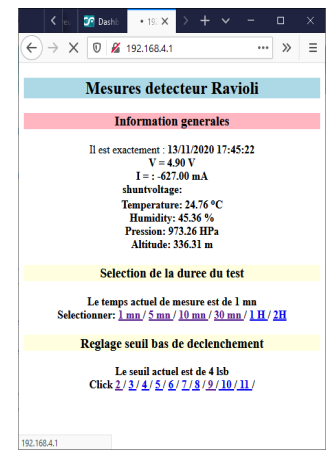 Dashb
192.168.4.1
Mesures detecteur Ravioli
Information generales
Il est exactement : 13/11/2020 17:45:22
V = 4.90 V
I = : -627.00 mA
shuntvoltage:
Temperature: 24.76 °C
Humidity: 45.36 %
Pression: 973.26 HPa
Altitude: 336.31 m
Selection de la duree du test
Le temps actuel de mesure est de 1 mn
Selectionner: 1 mn / 5 mn / 10 mn / 30 mn / 1 H / 2H
Reglage seuil bas de declenchement
Le seuil actuel est de 4 lsb
Click 2 / 3 / 4 / 5 / 6 / 7 / 8 / 9 / 10 / 11 /
192.168.4.1